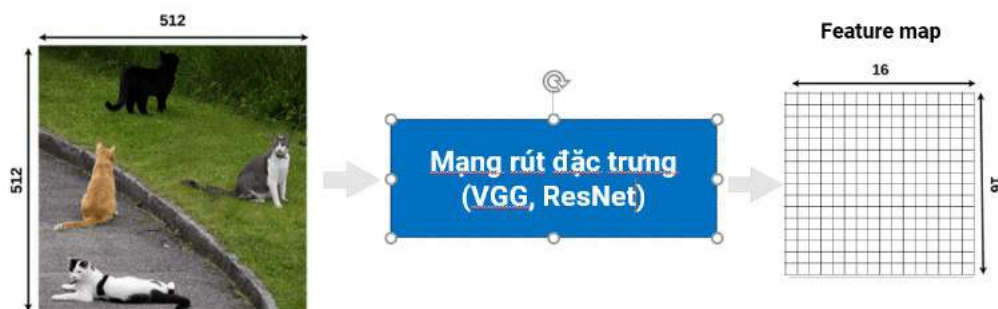 512
512
Mạng rút đặc trưng
(VGG, ResNet)
Feature map
16
16